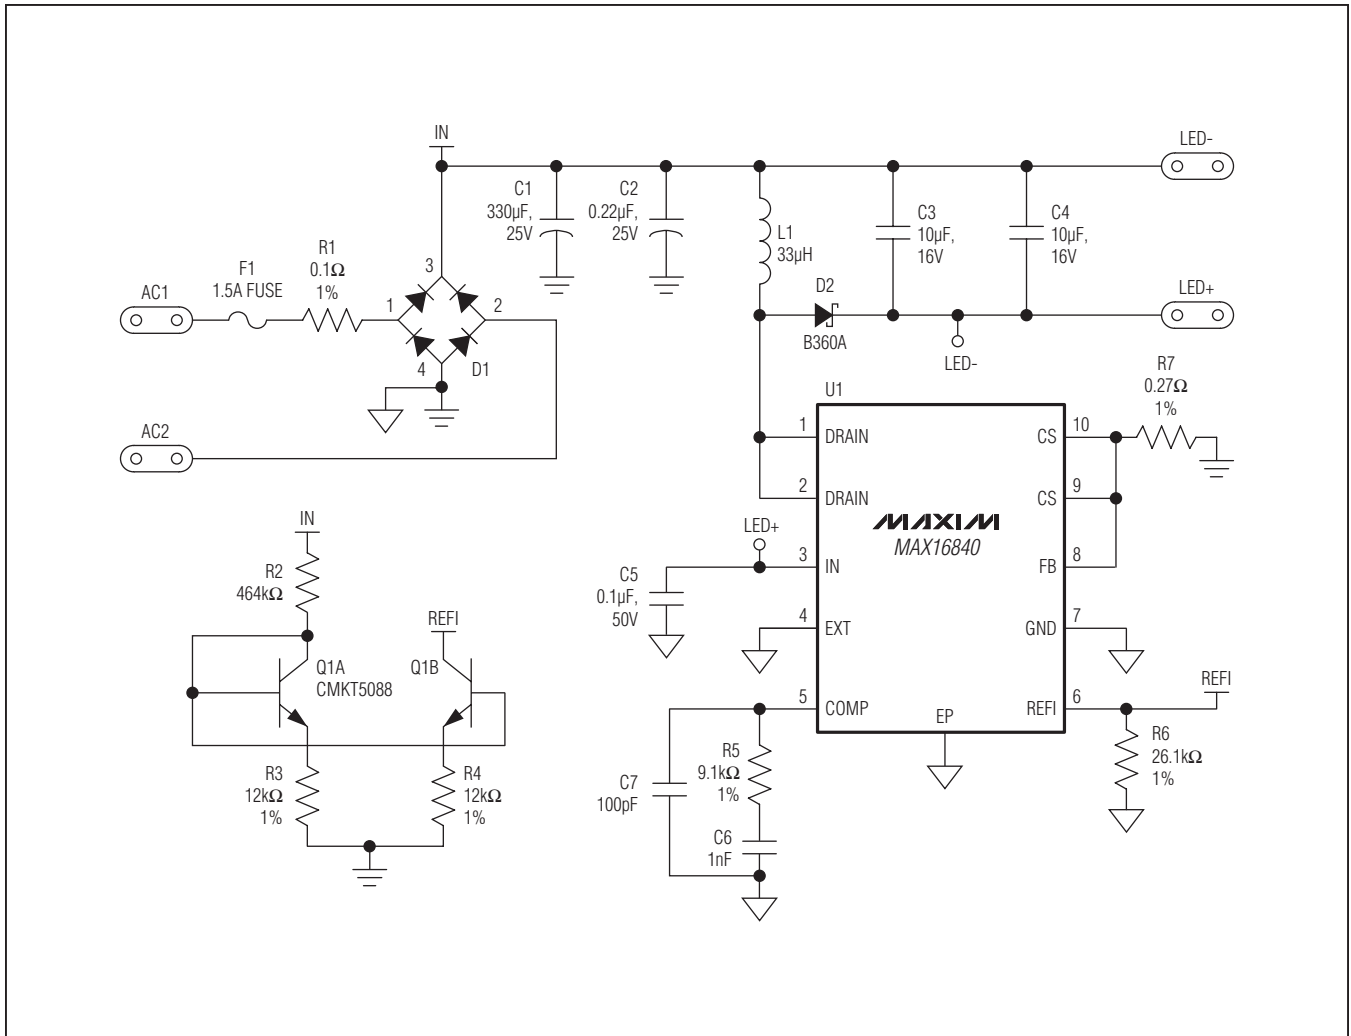 IN
LED-
C1
330µF,
25V
C2
0.22µF,
25V
L1
33µH
C3
10µF,
16V
C4
10µF,
16V
F1
1.5A FUSE
R1
0.1Ω
1%
3
1
2
4
D1
AC1
AC2
D2
B360A
LED-
LED+
R7
0.27Ω
1%
U1
1
DRAIN
2
DRAIN
3
IN
4
EXT
5
COMP
EP
CS
10
CS
9
FB
8
GND
7
REFI
6
MAXIM
MAX16840
LED+
C5
0.1µF,
50V
REFI
R6
26.1kΩ
1%
R5
9.1kΩ
1%
C7
100pF
C6
1nF
IN
R2
464kΩ
REFI
Q1A
CMKT5088
Q1B
R3
12kΩ
1%
R4
12kΩ
1%